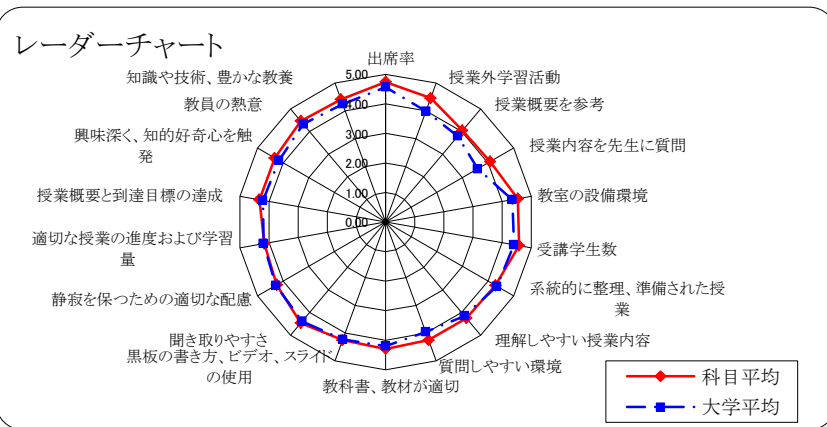 レーダーチャート
出席率
授業外学習活動
授業概要を参考
授業内容を先生に質問
教室の設備環境
受講学生数
系統的に整理、準備された授
業
理解しやすい授業内容
質問しやすい環境
教科書、教材が適切
黒板の書き方、ビデオ、スライド
の使用
聞き取りやすさ
静寂を保つための適切な配慮
適切な授業の進度および学習
量
授業概要と到達目標の達成
興味深く、知的好奇心を触
発
教員の熱意
知識や技術、豊かな教養
5.00
4.00
3.00
2.00
1.00
0.00
科目平均
大学平均